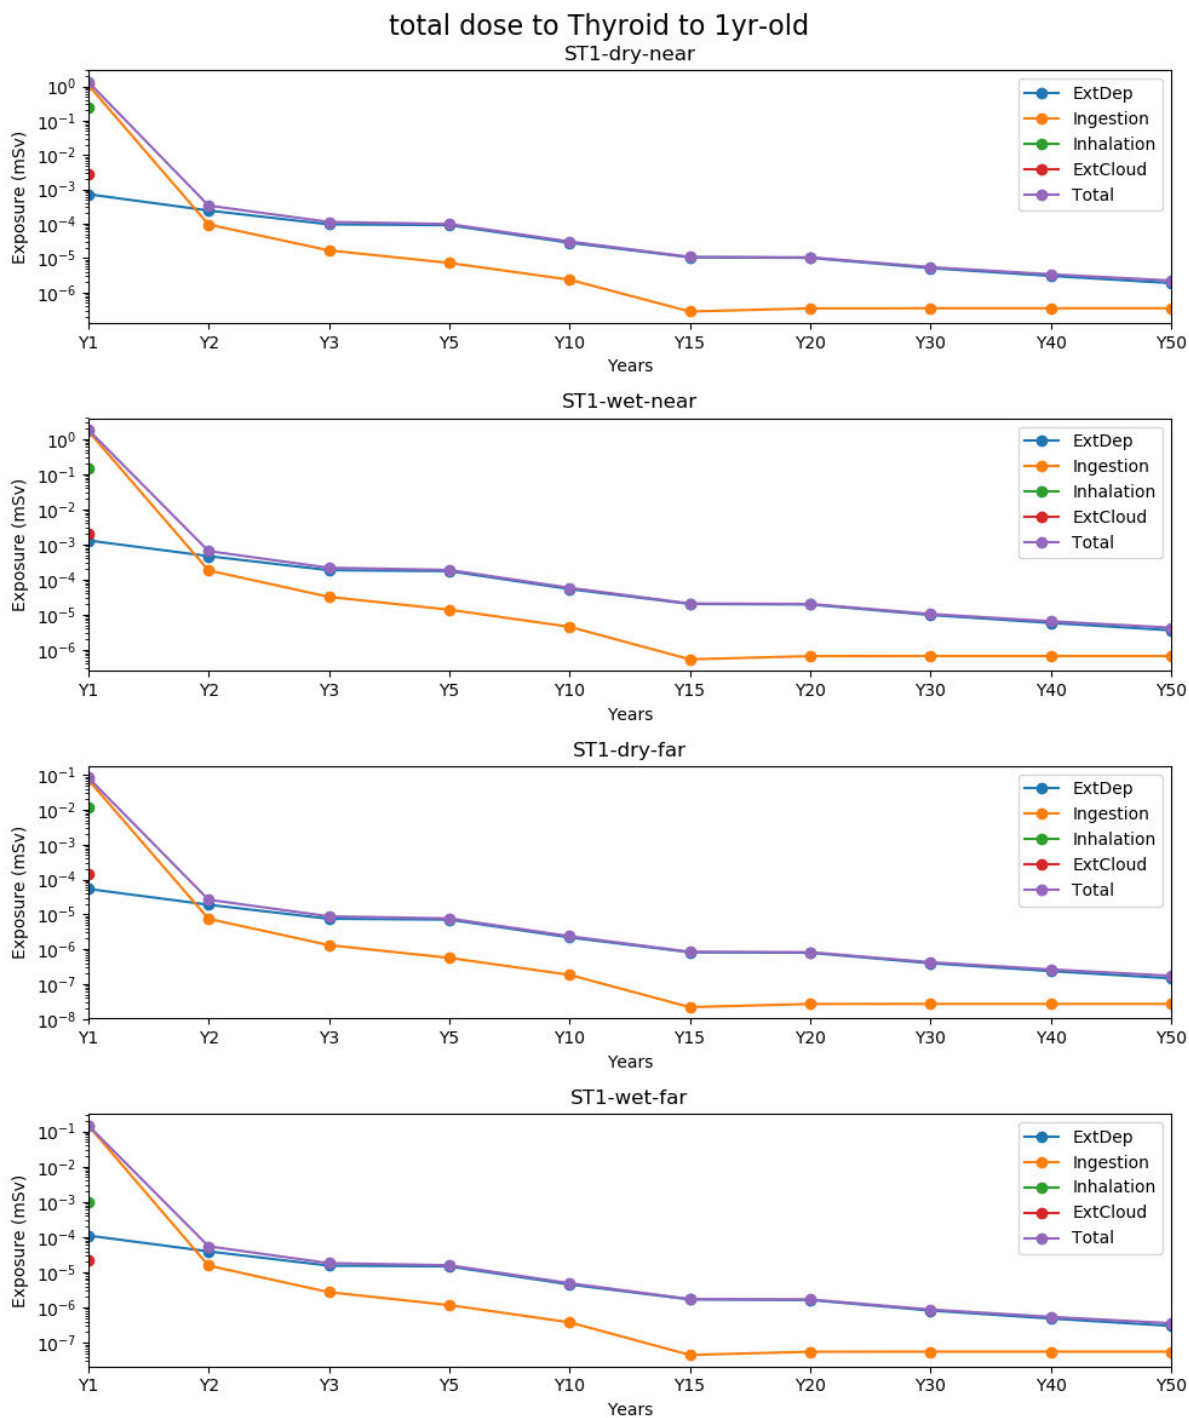 total dose to Thyroid to 1yr-old
ST1-dry-near
10⁰
10⁻¹
10⁻²
10⁻³
10⁻⁴
10⁻⁵
10⁻⁶
Exposure (mSv)
ExtDep
Ingestion
Inhalation
ExtCloud
Total
Y1 Y2 Y3 Y5 Y10 Y15 Y20 Y30 Y40 Y50
Years
ST1-wet-near
10⁰
10⁻¹
10⁻²
10⁻³
10⁻⁴
10⁻⁵
10⁻⁶
Exposure (mSv)
ExtDep
Ingestion
Inhalation
ExtCloud
Total
Y1 Y2 Y3 Y5 Y10 Y15 Y20 Y30 Y40 Y50
Years
ST1-dry-far
10⁻¹
10⁻²
10⁻³
10⁻⁴
10⁻⁵
10⁻⁶
10⁻⁷
10⁻⁸
Exposure (mSv)
ExtDep
Ingestion
Inhalation
ExtCloud
Total
Y1 Y2 Y3 Y5 Y10 Y15 Y20 Y30 Y40 Y50
Years
ST1-wet-far
10⁻¹
10⁻²
10⁻³
10⁻⁴
10⁻⁵
10⁻⁶
10⁻⁷
Exposure (mSv)
ExtDep
Ingestion
Inhalation
ExtCloud
Total
Y1 Y2 Y3 Y5 Y10 Y15 Y20 Y30 Y40 Y50
Years